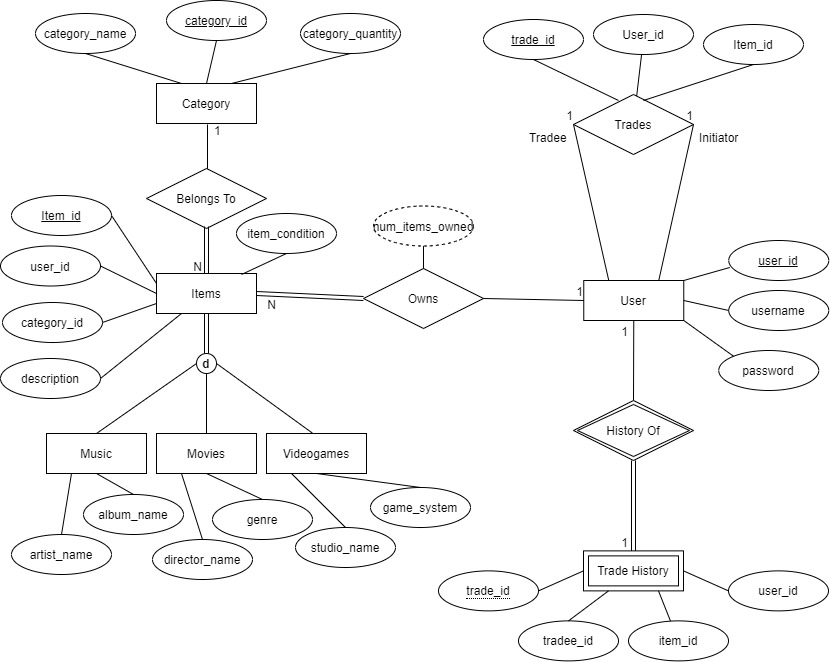 category_name
category_id
category_quantity
trade_id
User_id
Item_id
Category
Trades
1
1
1
Tradee
Initiator
Belongs To
Item_id
item_condition
num_items_owned
user_id
N
Items
N
Owns
1
User
user_id
username
category_id
1
description
password
d
Music
Movies
Videogames
History Of
artist_name
album_name
director_name
genre
studio_name
game_system
1
Trade History
trade_id
tradee_id
item_id
user_id